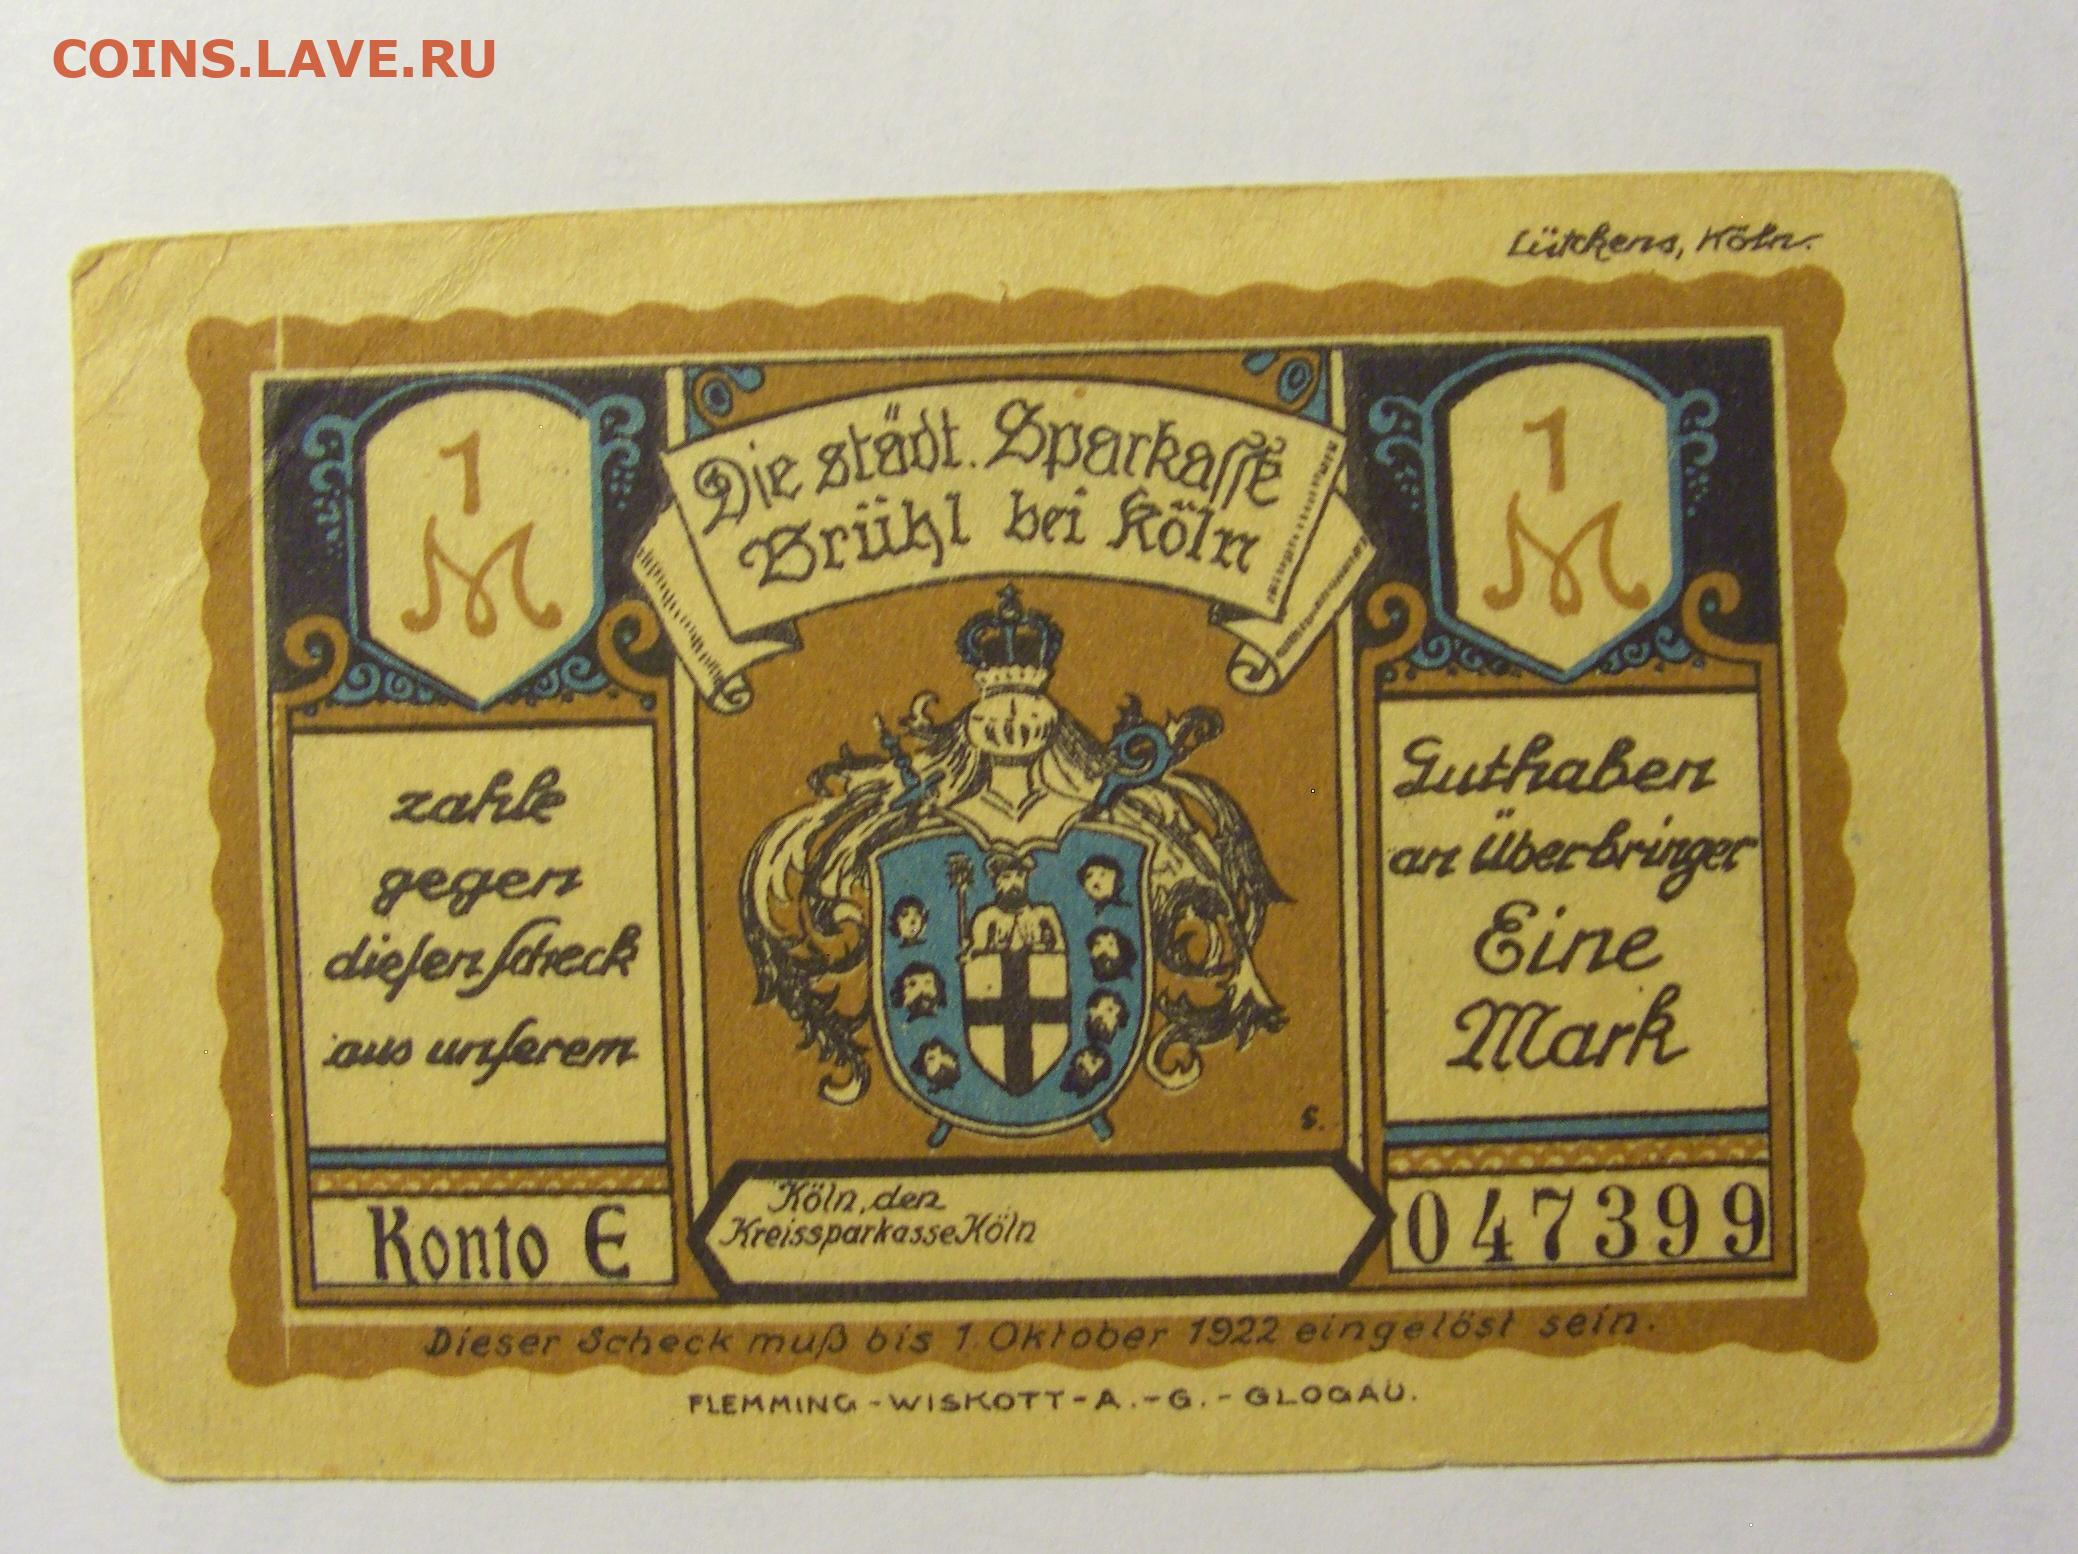 COINS.LAVE.RU
Lütckens, Köln.
1
M
Die städt. Sparkasse
Brühl bei Köln
1
M
zahle
gegen
diesen Scheck
aus unserem
Guthaben
an Überbringer
Eine
Mark
S.
Konto E
Köln, den
Kreissparkasse Köln
047399
Dieser Scheck muß bis 1. Oktober 1922 eingelöst sein.
FLEMMING-WISKOTT-A.-G.-GLOGAU.